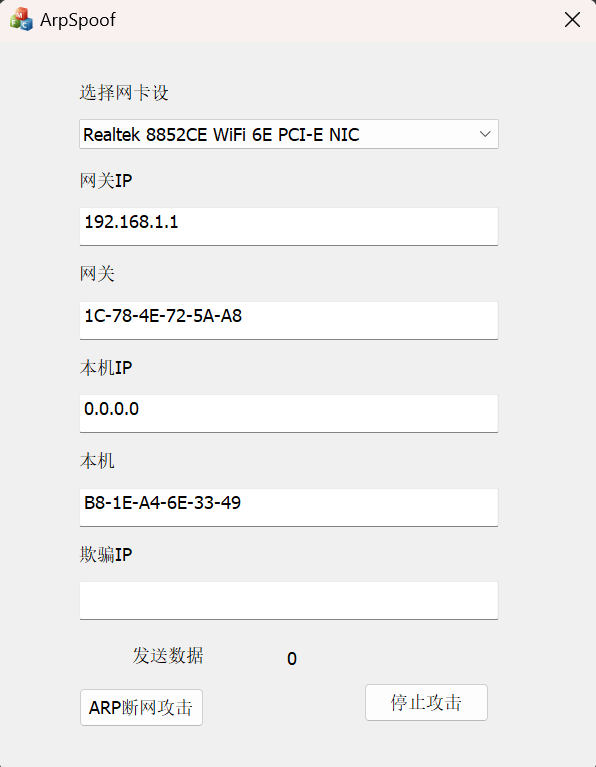 ArpSpoof
选择网卡设
Realtek 8852CE WiFi 6E PCI-E NIC
网关IP
192.168.1.1
网关
1C-78-4E-72-5A-A8
本机IP
0.0.0.0
本机
B8-1E-A4-6E-33-49
欺骗IP
发送数据 0
ARP断网攻击 停止攻击